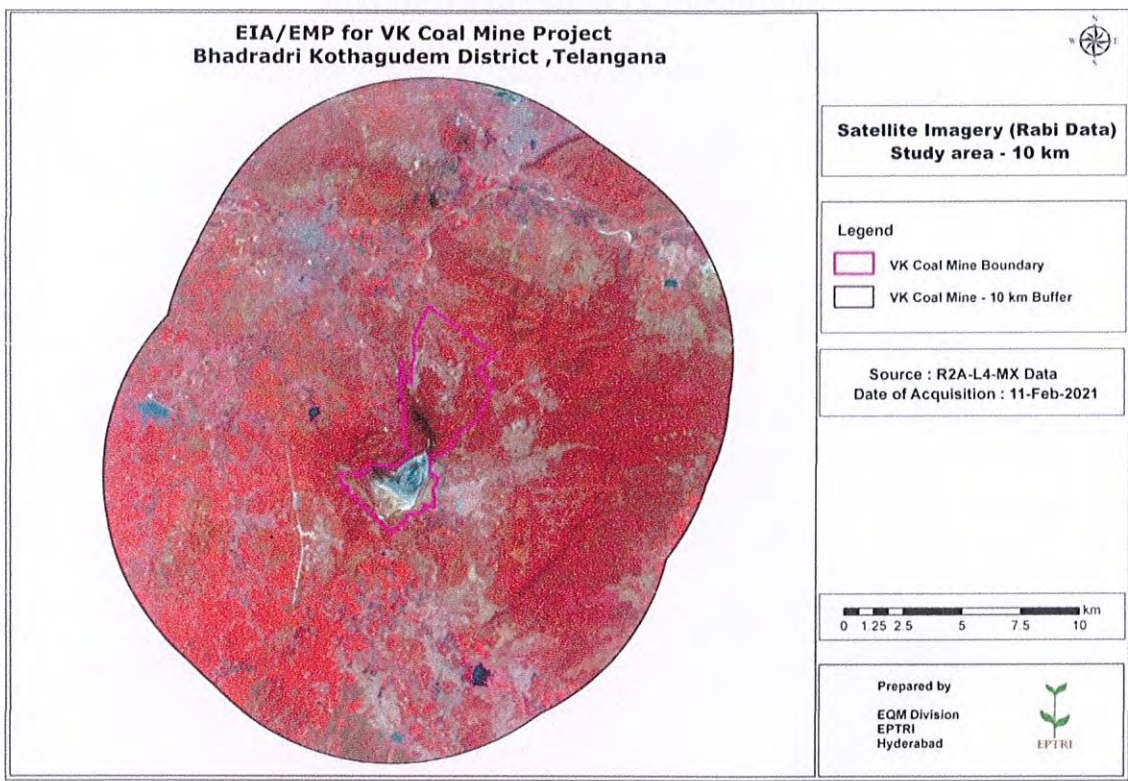 EIA/EMP for VK Coal Mine Project
Bhadradri Kothagudem District ,Telangana
N
W E
S
Satellite Imagery (Rabi Data)
Study area - 10 km
Legend
VK Coal Mine Boundary
VK Coal Mine - 10 km Buffer
Source : R2A-L4-MX Data
Date of Acquisition : 11-Feb-2021
km
0 1.25 2.5 5 7.5 10
Prepared by
EQM Division
EPTRI
Hyderabad
EPTRI